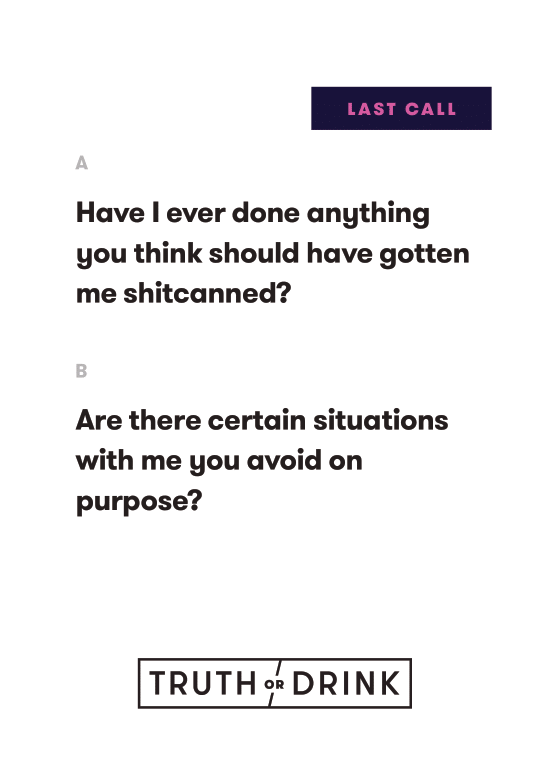 LAST CALL
A
Have I ever done anything
you think should have gotten
me shitcanned?
B
Are there certain situations
with me you avoid on
purpose?
TRUTH OR DRINK